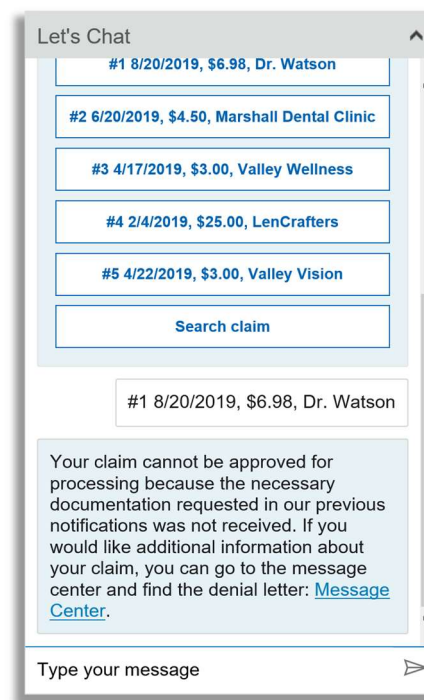 Let's Chat
#1 8/20/2019, $6.98, Dr. Watson
#2 6/20/2019, $4.50, Marshall Dental Clinic
#3 4/17/2019, $3.00, Valley Wellness
#4 2/4/2019, $25.00, LenCrafters
#5 4/22/2019, $3.00, Valley Vision
Search claim
#1 8/20/2019, $6.98, Dr. Watson
Your claim cannot be approved for
processing because the necessary
documentation requested in our previous
notifications was not received. If you
would like additional information about
your claim, you can go to the message
center and find the denial letter: Message
Center.
Type your message